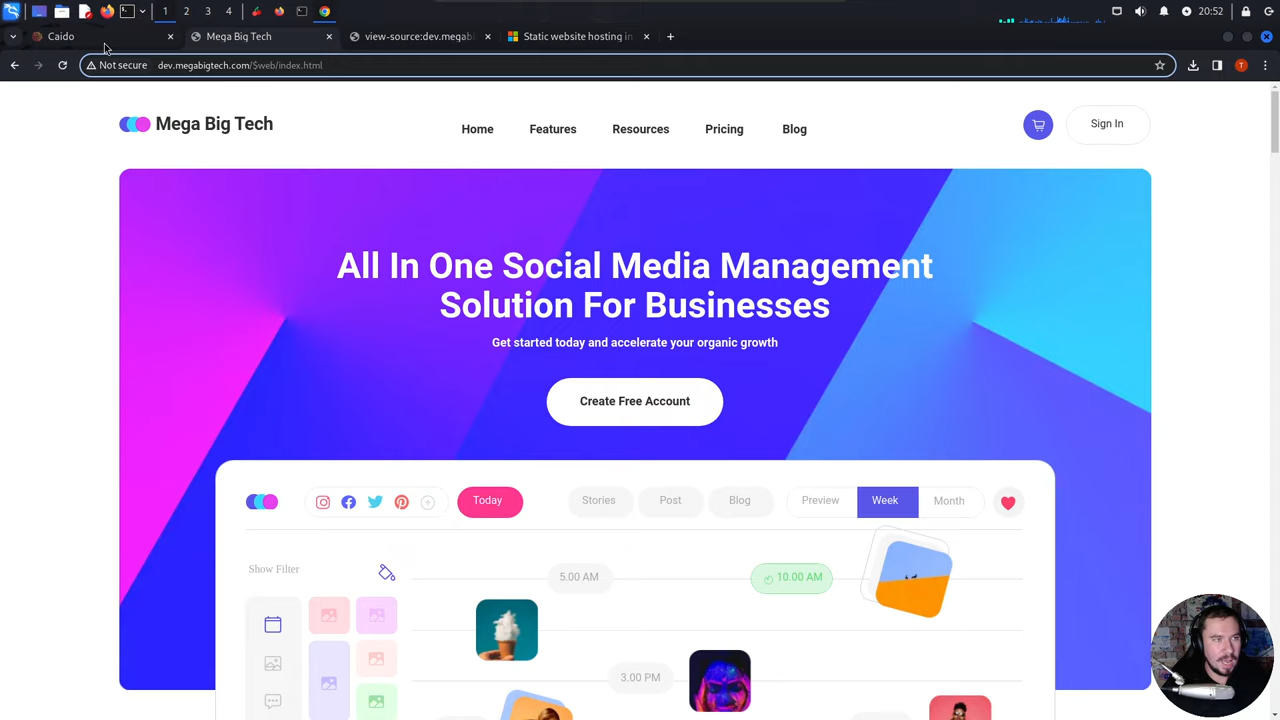 1 2 3 4 20:52
Caido
Mega Big Tech
view-source:dev.megabi
Static website hosting in
Not secure dev.megabigtech.com/$web/index.html
T
Mega Big Tech
Home Features Resources Pricing Blog
Sign In
All In One Social Media Management
Solution For Businesses
Get started today and accelerate your organic growth
Create Free Account
Today Stories Post Blog Preview Week Month
Show Filter
5.00 AM
10.00 AM
3.00 PM